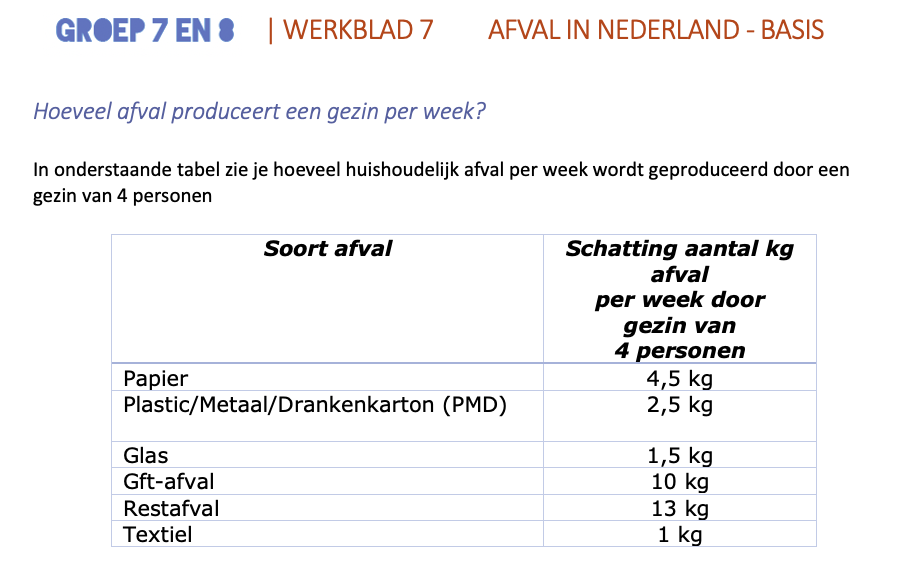 GROEP 7 EN 8 | WERKBLAD 7 AFVAL IN NEDERLAND - BASIS
Hoeveel afval produceert een gezin per week?
In onderstaande tabel zie je hoeveel huishoudelijk afval per week wordt geproduceerd door een
gezin van 4 personen
Soort afval
Schatting aantal kg
afval
per week door
gezin van
4 personen
Papier 4,5 kg
Plastic/Metaal/Drankenkarton (PMD) 2,5 kg
Glas 1,5 kg
Gft-afval 10 kg
Restafval 13 kg
Textiel 1 kg